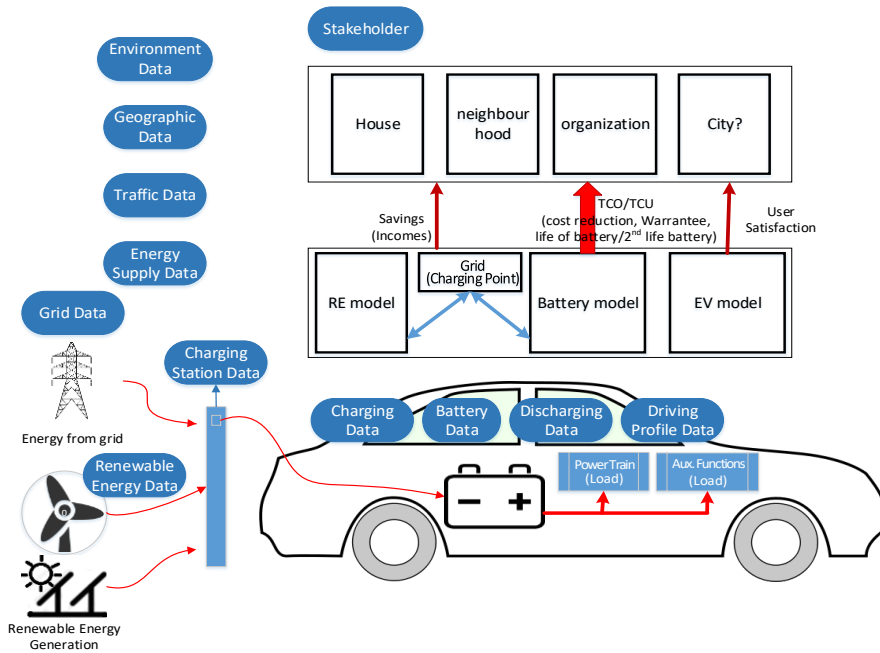 Stakeholder
Environment
Data
Geographic
Data
Traffic Data
Energy
Supply Data
Grid Data
House
neighbour
hood
organization
City?
Savings
(Incomes)
TCO/TCU
(cost reduction, Warrantee,
life of battery/2nd life battery)
User
Satisfaction
RE model
Grid
(Charging Point)
Battery model
EV model
Charging
Station Data
Energy from grid
Renewable
Energy Data
0
Renewable Energy
Generation
Charging
Data
Battery
Data
Discharging
Data
Driving
Profile Data
Power Train
(Load)
Aux. Functions
(Load)